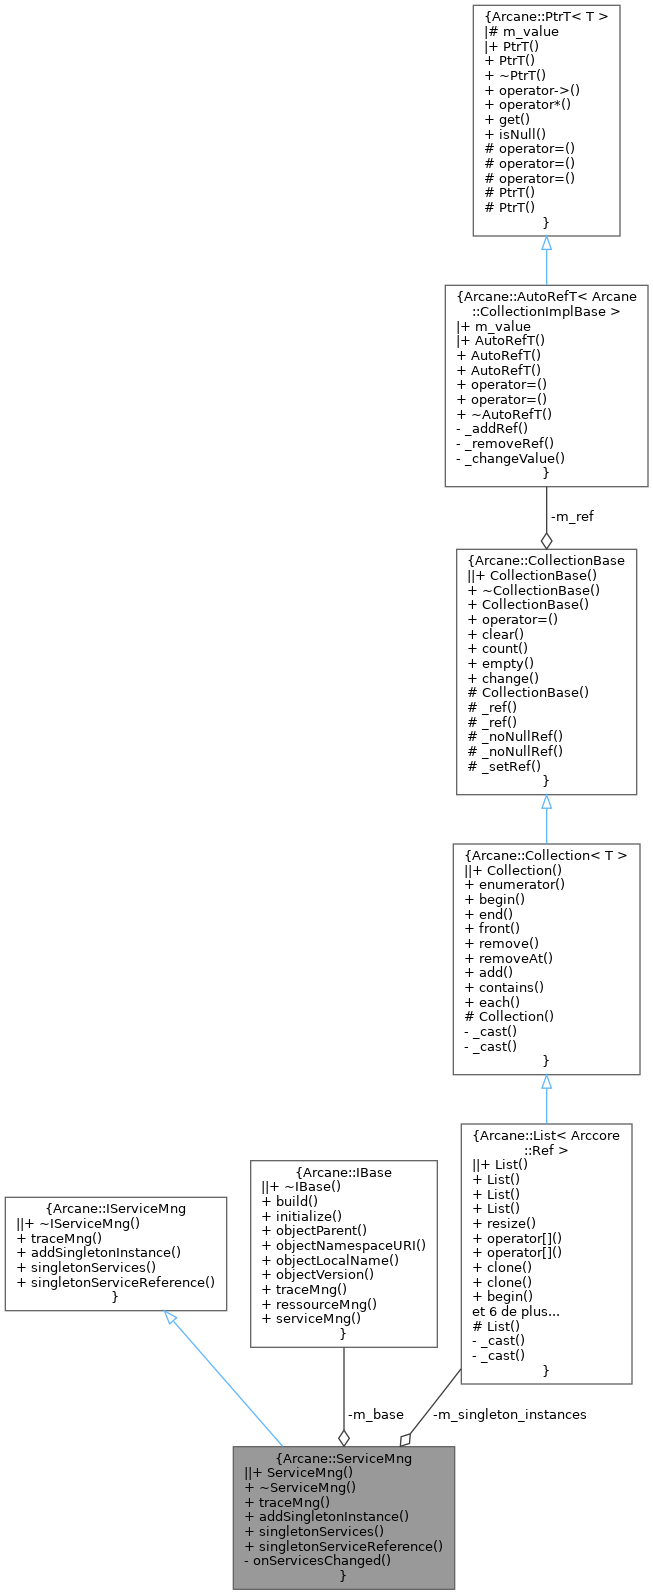 {Arcane::PtrT< T >
|# m_value
|+ PtrT()
+ PtrT()
+ ~PtrT()
+ operator->()
+ operator*()
+ get()
+ isNull()
# operator=()
# operator=()
# operator=()
# PtrT()
# PtrT()
}
{Arcane::AutoRefT< Arcane
::CollectionImplBase >
|+ m_value
|+ AutoRefT()
+ AutoRefT()
+ AutoRefT()
+ operator=()
+ operator=()
+ ~AutoRefT()
- _addRef()
- _removeRef()
- _changeValue()
}
-m_ref
{Arcane::CollectionBase
||+ CollectionBase()
+ ~CollectionBase()
+ CollectionBase()
+ operator=()
+ clear()
+ count()
+ empty()
+ change()
# CollectionBase()
# _ref()
# _ref()
# _noNullRef()
# _noNullRef()
# _setRef()
}
{Arcane::Collection< T >
||+ Collection()
+ enumerator()
+ begin()
+ end()
+ front()
+ remove()
+ removeAt()
+ add()
+ contains()
+ each()
# Collection()
- _cast()
- _cast()
}
{Arcane::List< Arccore
::Ref >
||+ List()
+ List()
+ List()
+ List()
+ resize()
+ operator[]()
+ operator[]()
+ clone()
+ clone()
+ begin()
et 6 de plus...
# List()
- _cast()
- _cast()
}
{Arcane::IBase
||+ ~IBase()
+ build()
+ initialize()
+ objectParent()
+ objectNamespaceURI()
+ objectLocalName()
+ objectVersion()
+ traceMng()
+ ressourceMng()
+ serviceMng()
}
{Arcane::IServiceMng
||+ ~IServiceMng()
+ traceMng()
+ addSingletonInstance()
+ singletonServices()
+ singletonServiceReference()
}
-m_base
-m_singleton_instances
{Arcane::ServiceMng
||+ ServiceMng()
+ ~ServiceMng()
+ traceMng()
+ addSingletonInstance()
+ singletonServices()
+ singletonServiceReference()
- onServicesChanged()
}